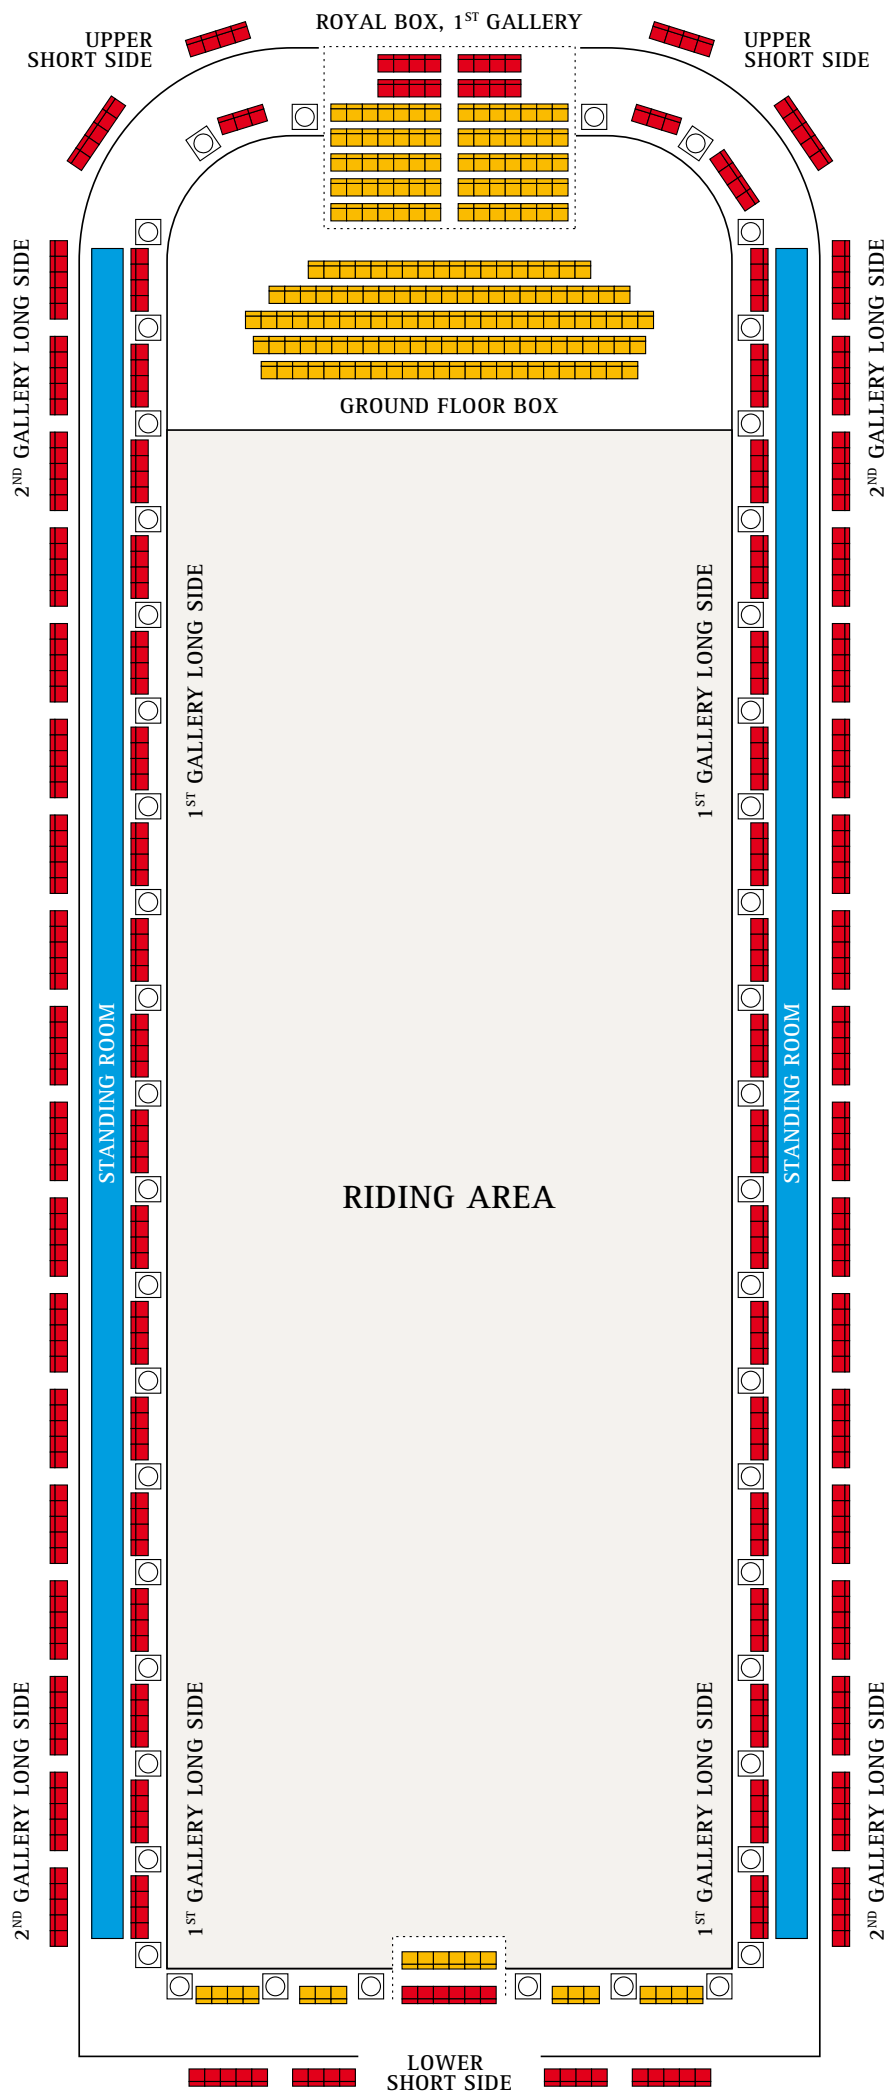 ROYAL BOX, 1ST GALLERY
UPPER
SHORT SIDE
UPPER
SHORT SIDE
2ND GALLERY LONG SIDE
2ND GALLERY LONG SIDE
GROUND FLOOR BOX
1ST GALLERY LONG SIDE
1ST GALLERY LONG SIDE
STANDING ROOM
STANDING ROOM
RIDING AREA
2ND GALLERY LONG SIDE
1ST GALLERY LONG SIDE
1ST GALLERY LONG SIDE
2ND GALLERY LONG SIDE
LOWER
SHORT SIDE